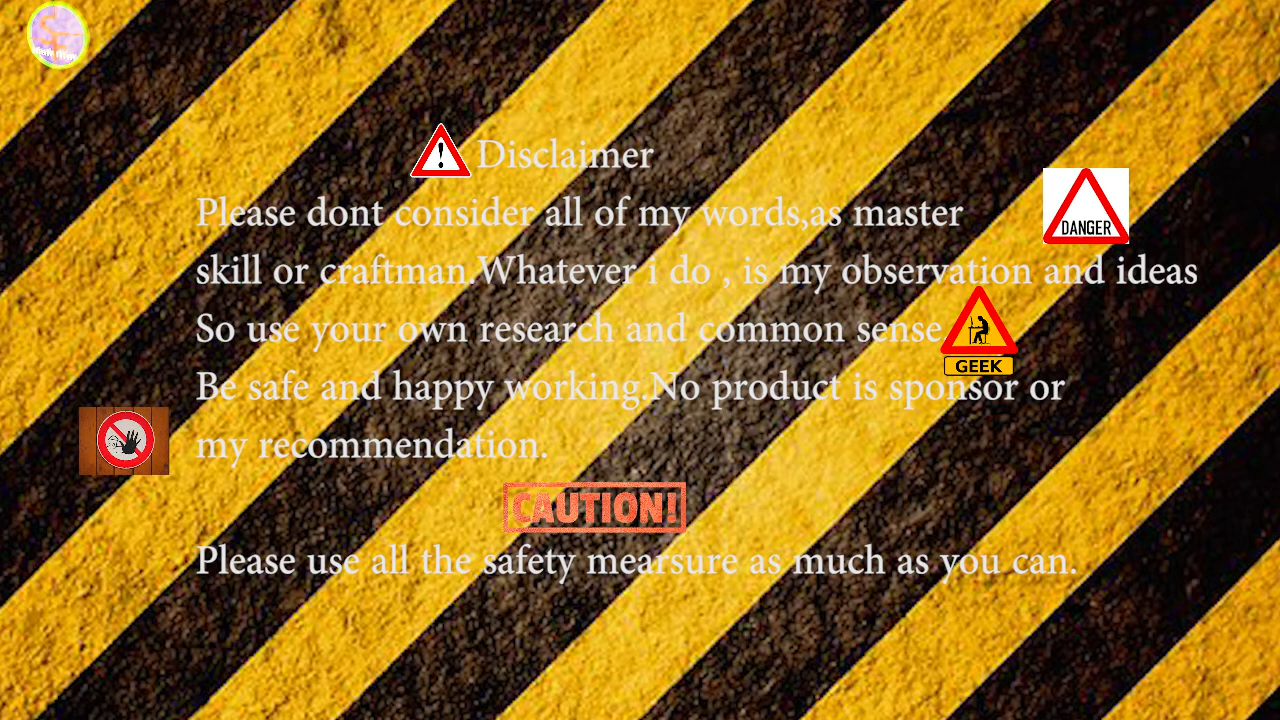 Disclaimer
Please dont consider all of my words,as master
DANGER
skill or craftman.Whatever i do , is my observation and ideas
So use your own research and common sense
GEEK
Be safe and happy working.No product is sponsor or
my recommendation.
CAUTION!
Please use all the safety mearsure as much as you can.